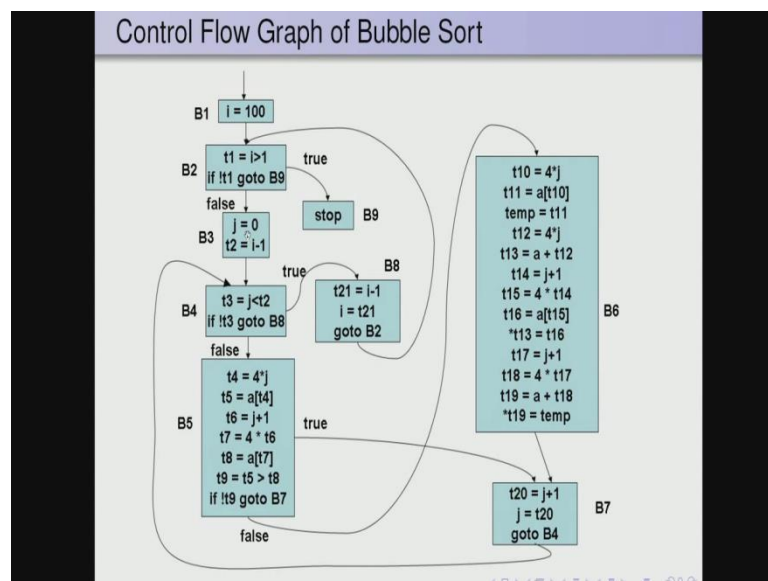 Control Flow Graph of Bubble Sort
B1
i = 100
B2
t1 = i>1
if !t1 goto B9
true
false
stop
B9
B3
j = 0
t2 = i-1
true
B8
B4
t3 = j<t2
if !t3 goto B8
t21 = i-1
i = t21
goto B2
false
B5
t4 = 4*j
t5 = a[t4]
t6 = j+1
t7 = 4 * t6
t8 = a[t7]
t9 = t5 > t8
if !t9 goto B7
true
false
t10 = 4*j
t11 = a[t10]
temp = t11
t12 = 4*j
t13 = a + t12
t14 = j+1
t15 = 4 * t14
t16 = a[t15]
*t13 = t16
t17 = j+1
t18 = 4 * t17
t19 = a + t18
*t19 = temp
B6
t20 = j+1
j = t20
goto B4
B7